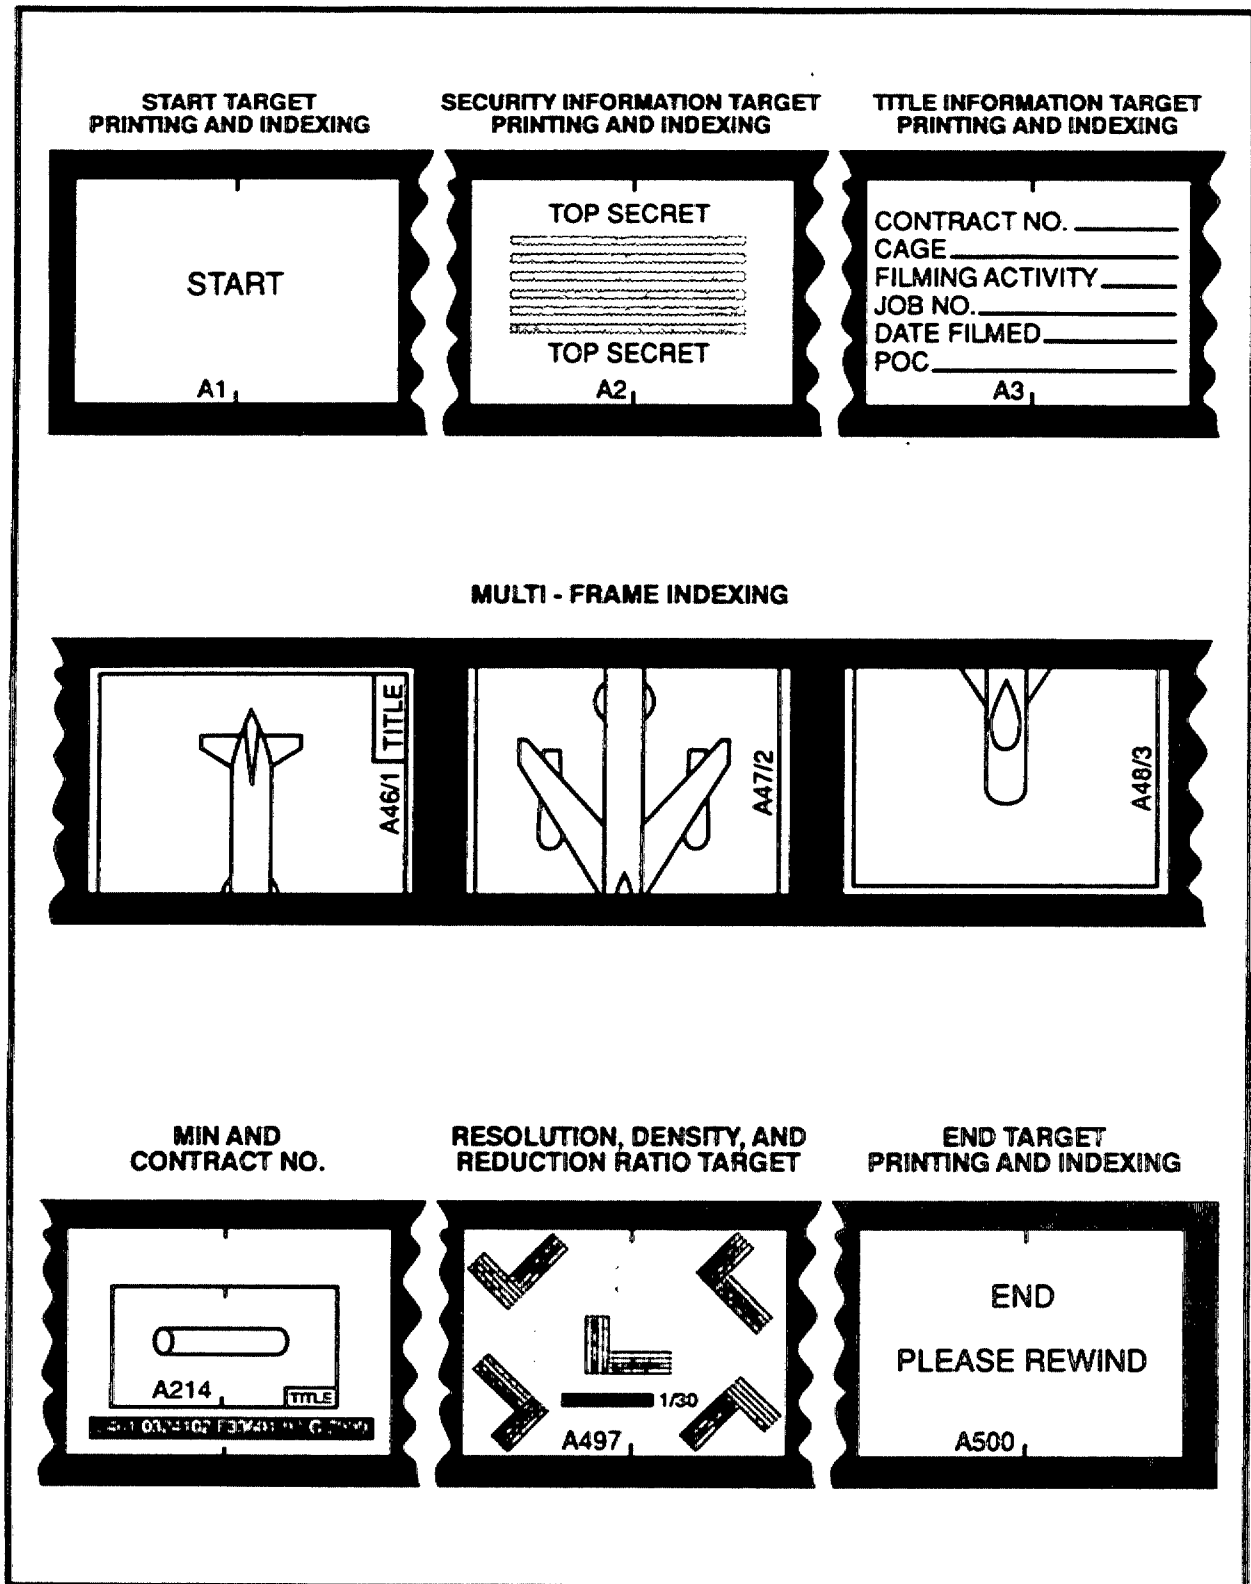 START TARGET
PRINTING AND INDEXING
SECURITY INFORMATION TARGET
PRINTING AND INDEXING
TITLE INFORMATION TARGET
PRINTING AND INDEXING
START
A1
TOP SECRET
TOP SECRET
A2
CONTRACT NO.
CAGE
FILMING ACTIVITY
JOB NO.
DATE FILMED
POC
A3
MULTI - FRAME INDEXING
TITLE
A46/1
A47/2
A48/3
MIN AND
CONTRACT NO.
RESOLUTION, DENSITY, AND
REDUCTION RATIO TARGET
END TARGET
PRINTING AND INDEXING
A214
TITLE
1/30
A497
END
PLEASE REWIND
A500